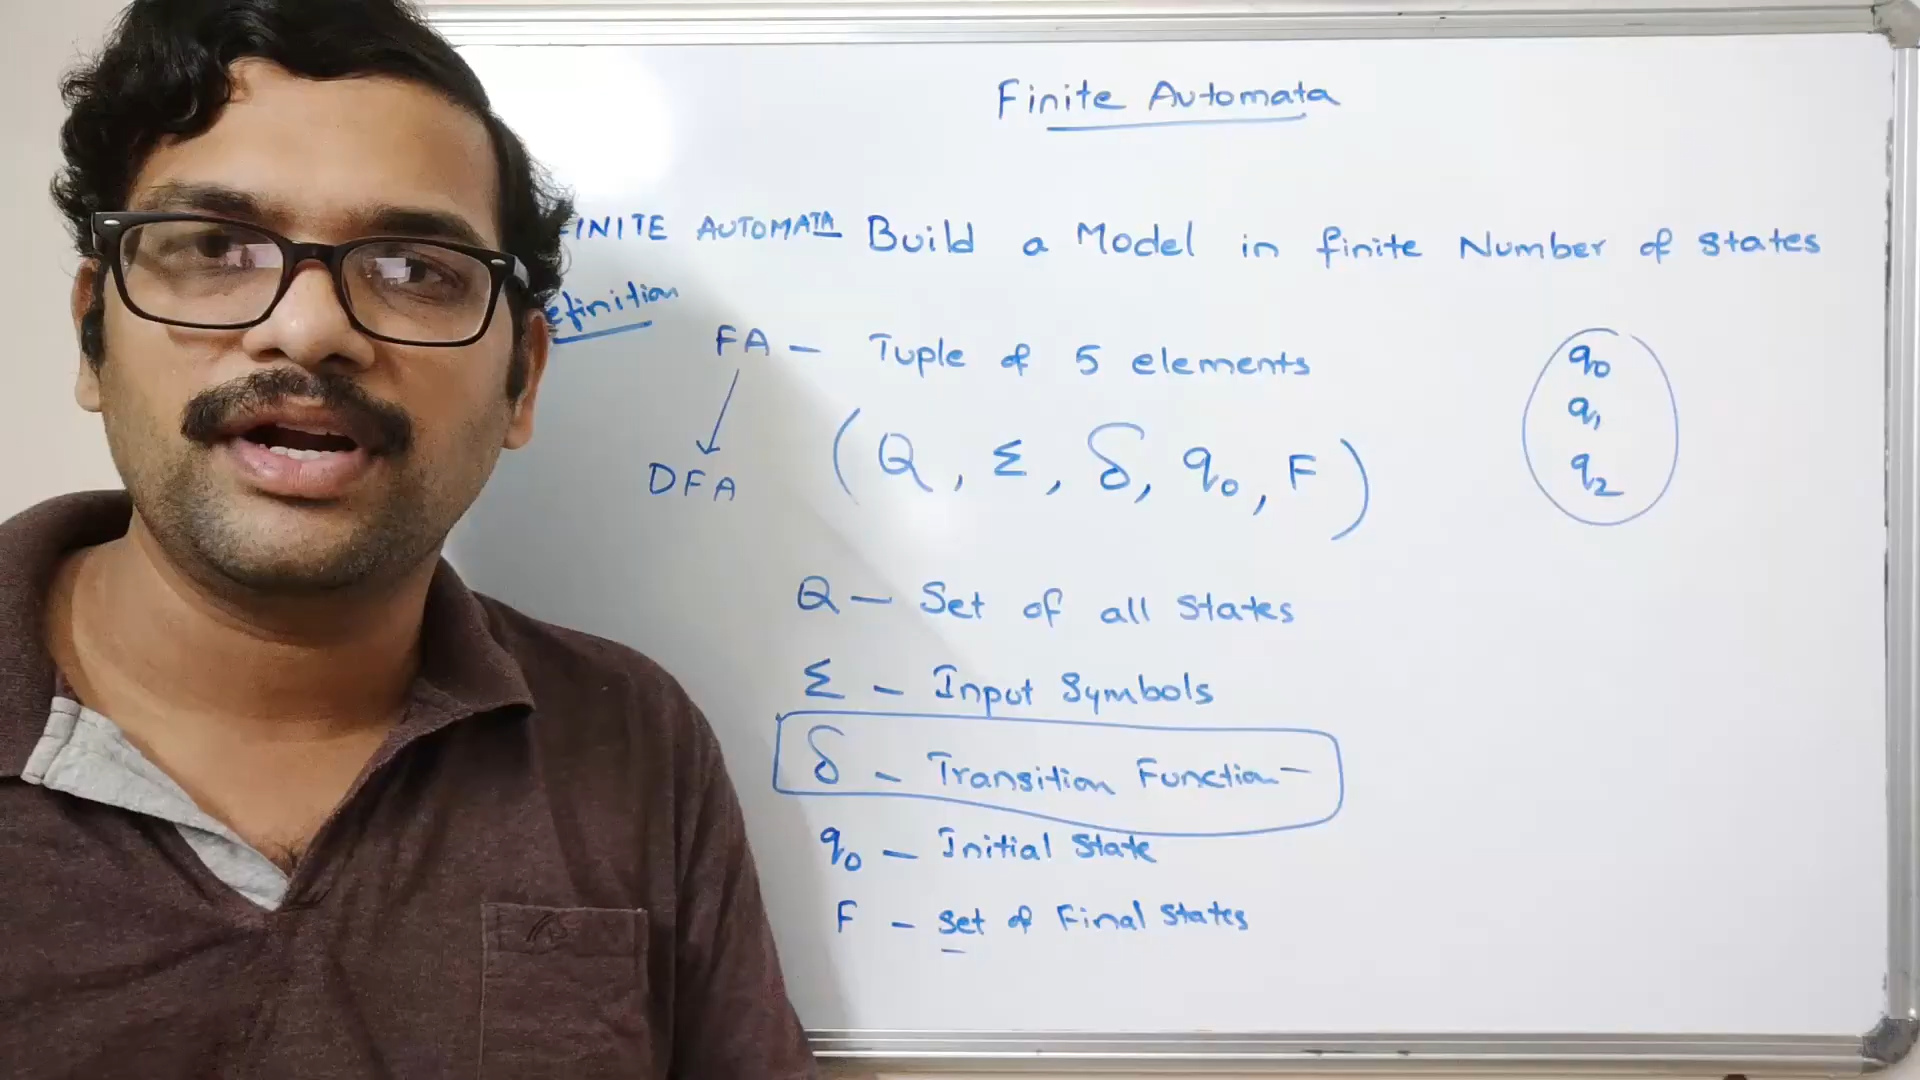 Finite Automata
FINITE AUTOMATA Build a Model in finite Number of states
efinition
FA — Tuple of 5 elements
DFA
(Q, Σ, δ, q0, F)
q0
q1
q2
Q — Set of all States
Σ — Input Symbols
δ — Transition Function —
q0 — Initial State
F — Set of Final States